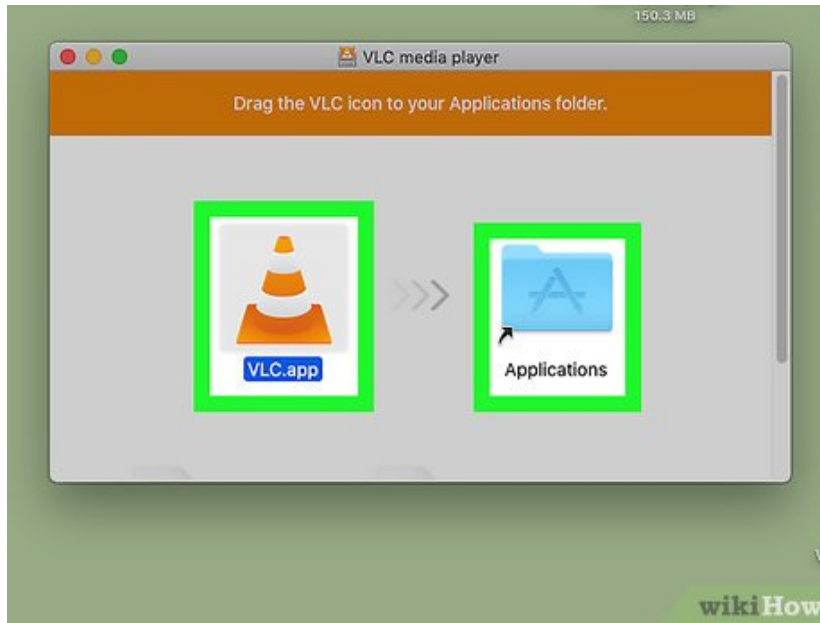 150.3 MB
VLC media player
Drag the VLC icon to your Applications folder.
VLC.app
Applications
wikiHow